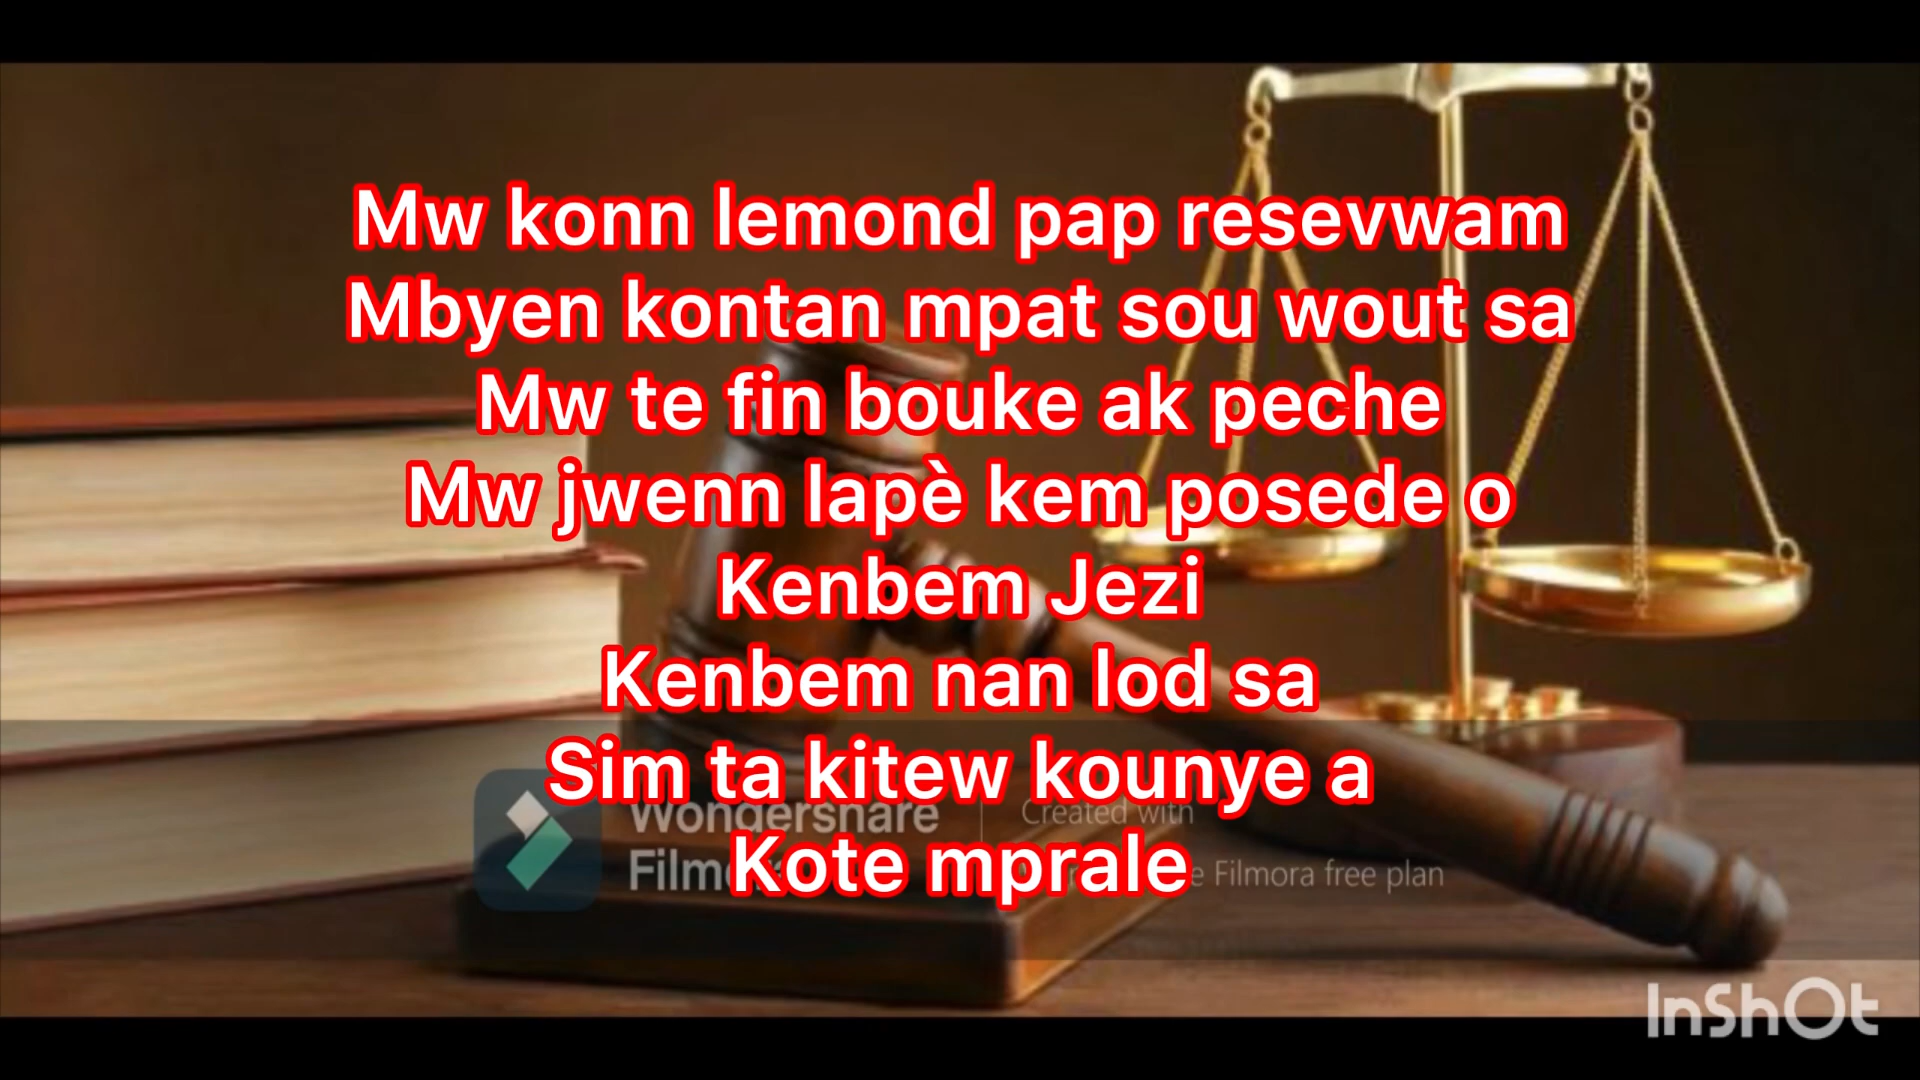 Mw konn lemond pap resevwam
Mbyen kontan mpat sou wout sa
Mw te fin bouke ak peche
Mw jwenn lapè kem posede o
Kenbem Jezi
Kenbem nan lod sa
Sim ta kitew kounye a
Kote mprale
Wondershare
Created with
Filmora free plan
InShOt